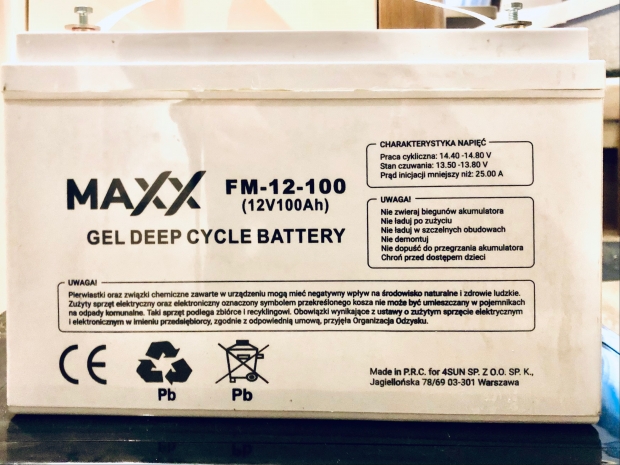 MAXX
FM-12-100
(12V100Ah)
GEL DEEP CYCLE BATTERY
CHARAKTERYSTYKA NAPIĘĆ
Praca cykliczna: 14.40 -14.80 V
Stan czuwania: 13.50 -13.80 V
Prąd inicjacji mniejszy niż: 25.00 A
UWAGA!
Nie zwieraj biegunów akumulatora
Nie ładuj po zużyciu
Nie ładuj w szczelnych obudowach
Nie demontuj
Nie dopuść do przegrzania akumulatora
Chroń przed dostępem dzieci
UWAGA!
Pierwiastki oraz związki chemiczne zawarte w urządzeniu mogą mieć negatywny wpływ na środowisko naturalne i zdrowie ludzkie.
Zużyty sprzęt elektryczny oraz elektroniczny oznaczony symbolem przekreślonego kosza nie może być umieszczany w pojemnikach
na odpady komunalne. Taki sprzęt podlega zbiórce i recyklingowi. Obowiązki wynikające z ustawy o zużytym sprzęcie elektrycznym
i elektronicznym w imieniu przedsiębiorcy, zgodnie z odpowiednią umową, przyjęła Organizacja Odzysku.
CE
Pb
Pb
Made in P.R.C. for 4SUN SP. Z O.O. SP. K.,
Jagiellońska 78/69 03-301 Warszawa